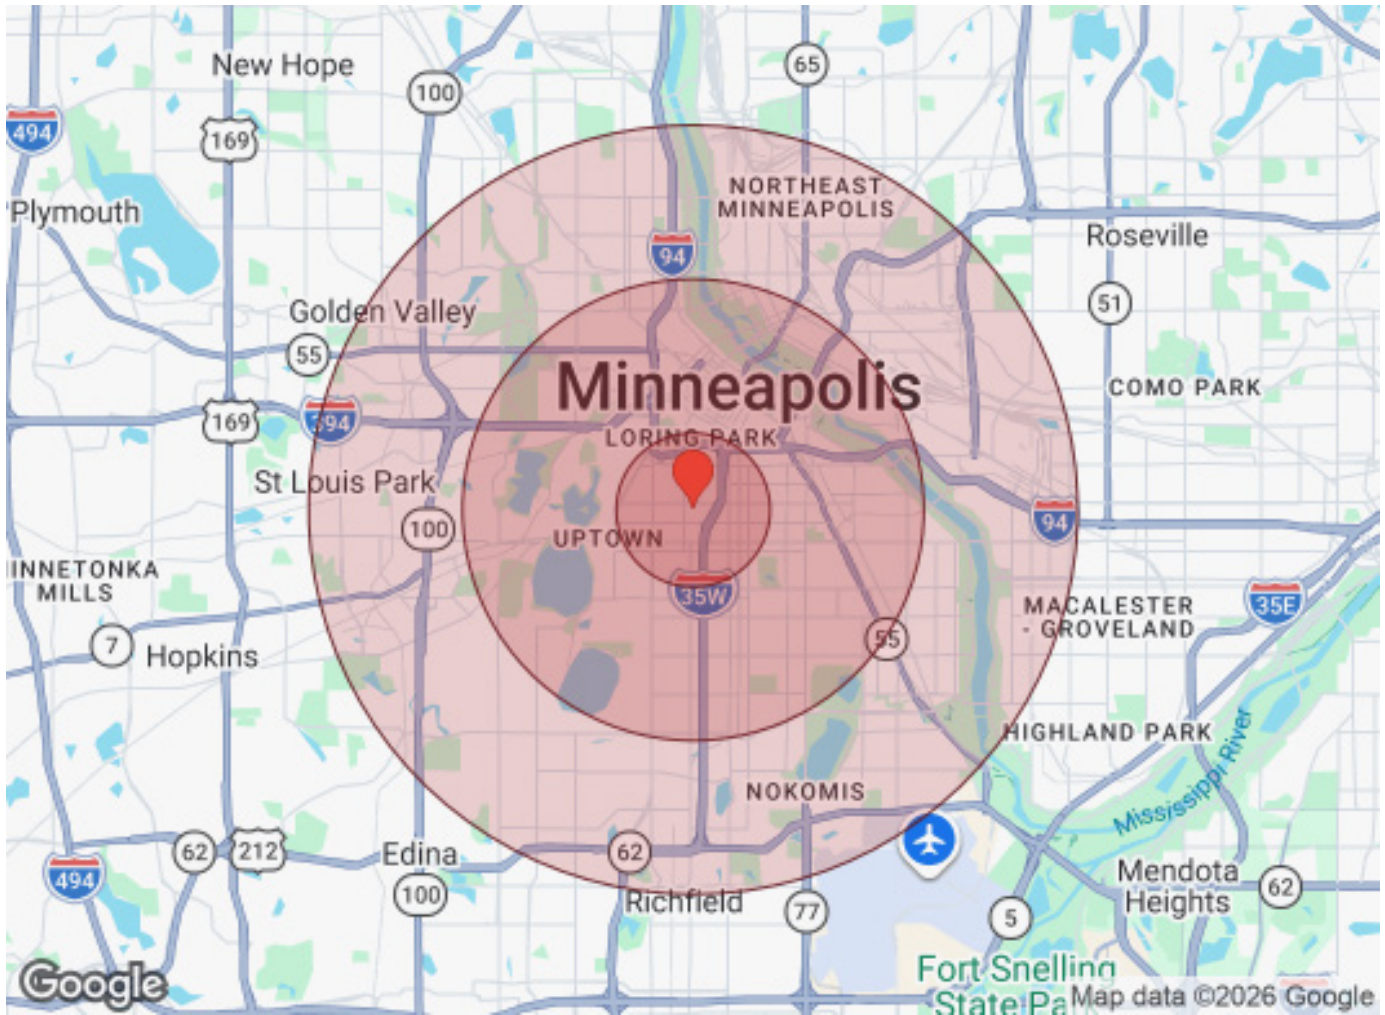 New Hope
100
65
494
169
Plymouth
NORTHEAST
MINNEAPOLIS
94
Roseville
Golden Valley
51
55
Minneapolis
COMO PARK
169
394
LORING PARK
St Louis Park
100
94
UPTOWN
MINNETONKA
MILLS
35W
35E
MACALESTER
- GROVELAND
7
Hopkins
55
HIGHLAND PARK
Mississippi River
NOKOMIS
62
212
Edina
62
494
100
Richfield
77
Mendota
Heights
62
5
Fort Snelling
State Pa
Google
Map data ©2026 Google